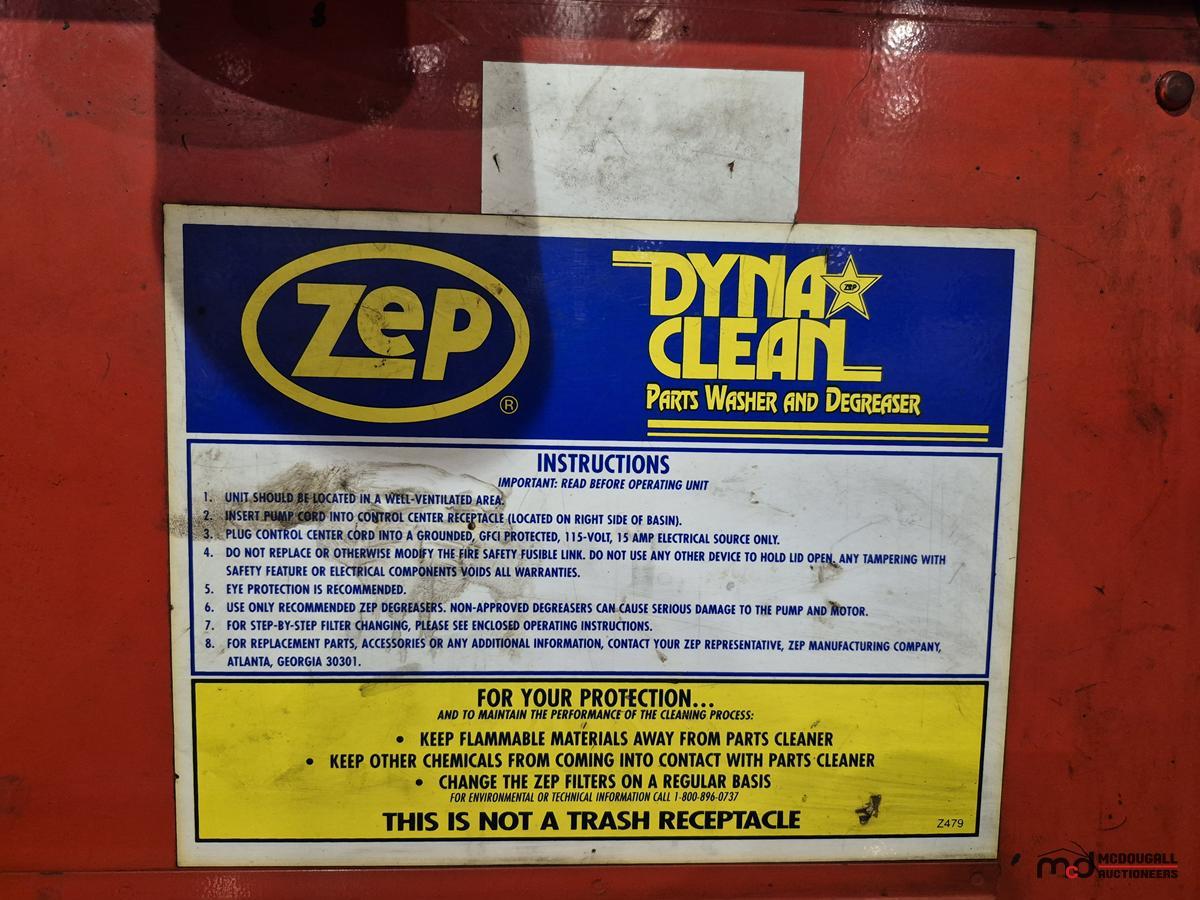 ZEP
®
DYNA
ZEP
CLEAN
PARTS WASHER AND DEGREASER
INSTRUCTIONS
IMPORTANT: READ BEFORE OPERATING UNIT
1. UNIT SHOULD BE LOCATED IN A WELL-VENTILATED AREA.
2. INSERT PUMP CORD INTO CONTROL CENTER RECEPTACLE (LOCATED ON RIGHT SIDE OF BASIN).
3. PLUG CONTROL CENTER CORD INTO A GROUNDED, GFCI PROTECTED, 115-VOLT, 15 AMP ELECTRICAL SOURCE ONLY.
4. DO NOT REPLACE OR OTHERWISE MODIFY THE FIRE SAFETY FUSIBLE LINK. DO NOT USE ANY OTHER DEVICE TO HOLD LID OPEN. ANY TAMPERING WITH
SAFETY FEATURE OR ELECTRICAL COMPONENTS VOIDS ALL WARRANTIES.
5. EYE PROTECTION IS RECOMMENDED.
6. USE ONLY RECOMMENDED ZEP DEGREASERS. NON-APPROVED DEGREASERS CAN CAUSE SERIOUS DAMAGE TO THE PUMP AND MOTOR.
7. FOR STEP-BY-STEP FILTER CHANGING, PLEASE SEE ENCLOSED OPERATING INSTRUCTIONS.
8. FOR REPLACEMENT PARTS, ACCESSORIES OR ANY ADDITIONAL INFORMATION, CONTACT YOUR ZEP REPRESENTATIVE, ZEP MANUFACTURING COMPANY,
ATLANTA, GEORGIA 30301.
FOR YOUR PROTECTION...
AND TO MAINTAIN THE PERFORMANCE OF THE CLEANING PROCESS:
• KEEP FLAMMABLE MATERIALS AWAY FROM PARTS CLEANER
• KEEP OTHER CHEMICALS FROM COMING INTO CONTACT WITH PARTS CLEANER
• CHANGE THE ZEP FILTERS ON A REGULAR BASIS
FOR ENVIRONMENTAL OR TECHNICAL INFORMATION CALL 1-800-896-0737
THIS IS NOT A TRASH RECEPTACLE
Z479
mcd MCDOUGALL
AUCTIONEERS